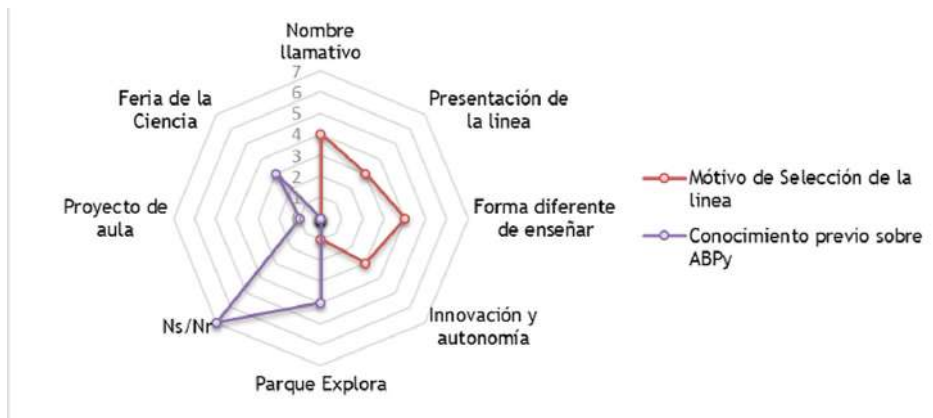 Nombre
llamativo
7
6
5
4
3
2
1
Presentación de
la linea
Forma diferente
de enseñar
Innovación y
autonomía
Parque Explora
Ns/Nr
Proyecto de
aula
Feria de la
Ciencia
Mótivo de Selección de la
linea
Conocimiento previo sobre
ABPy